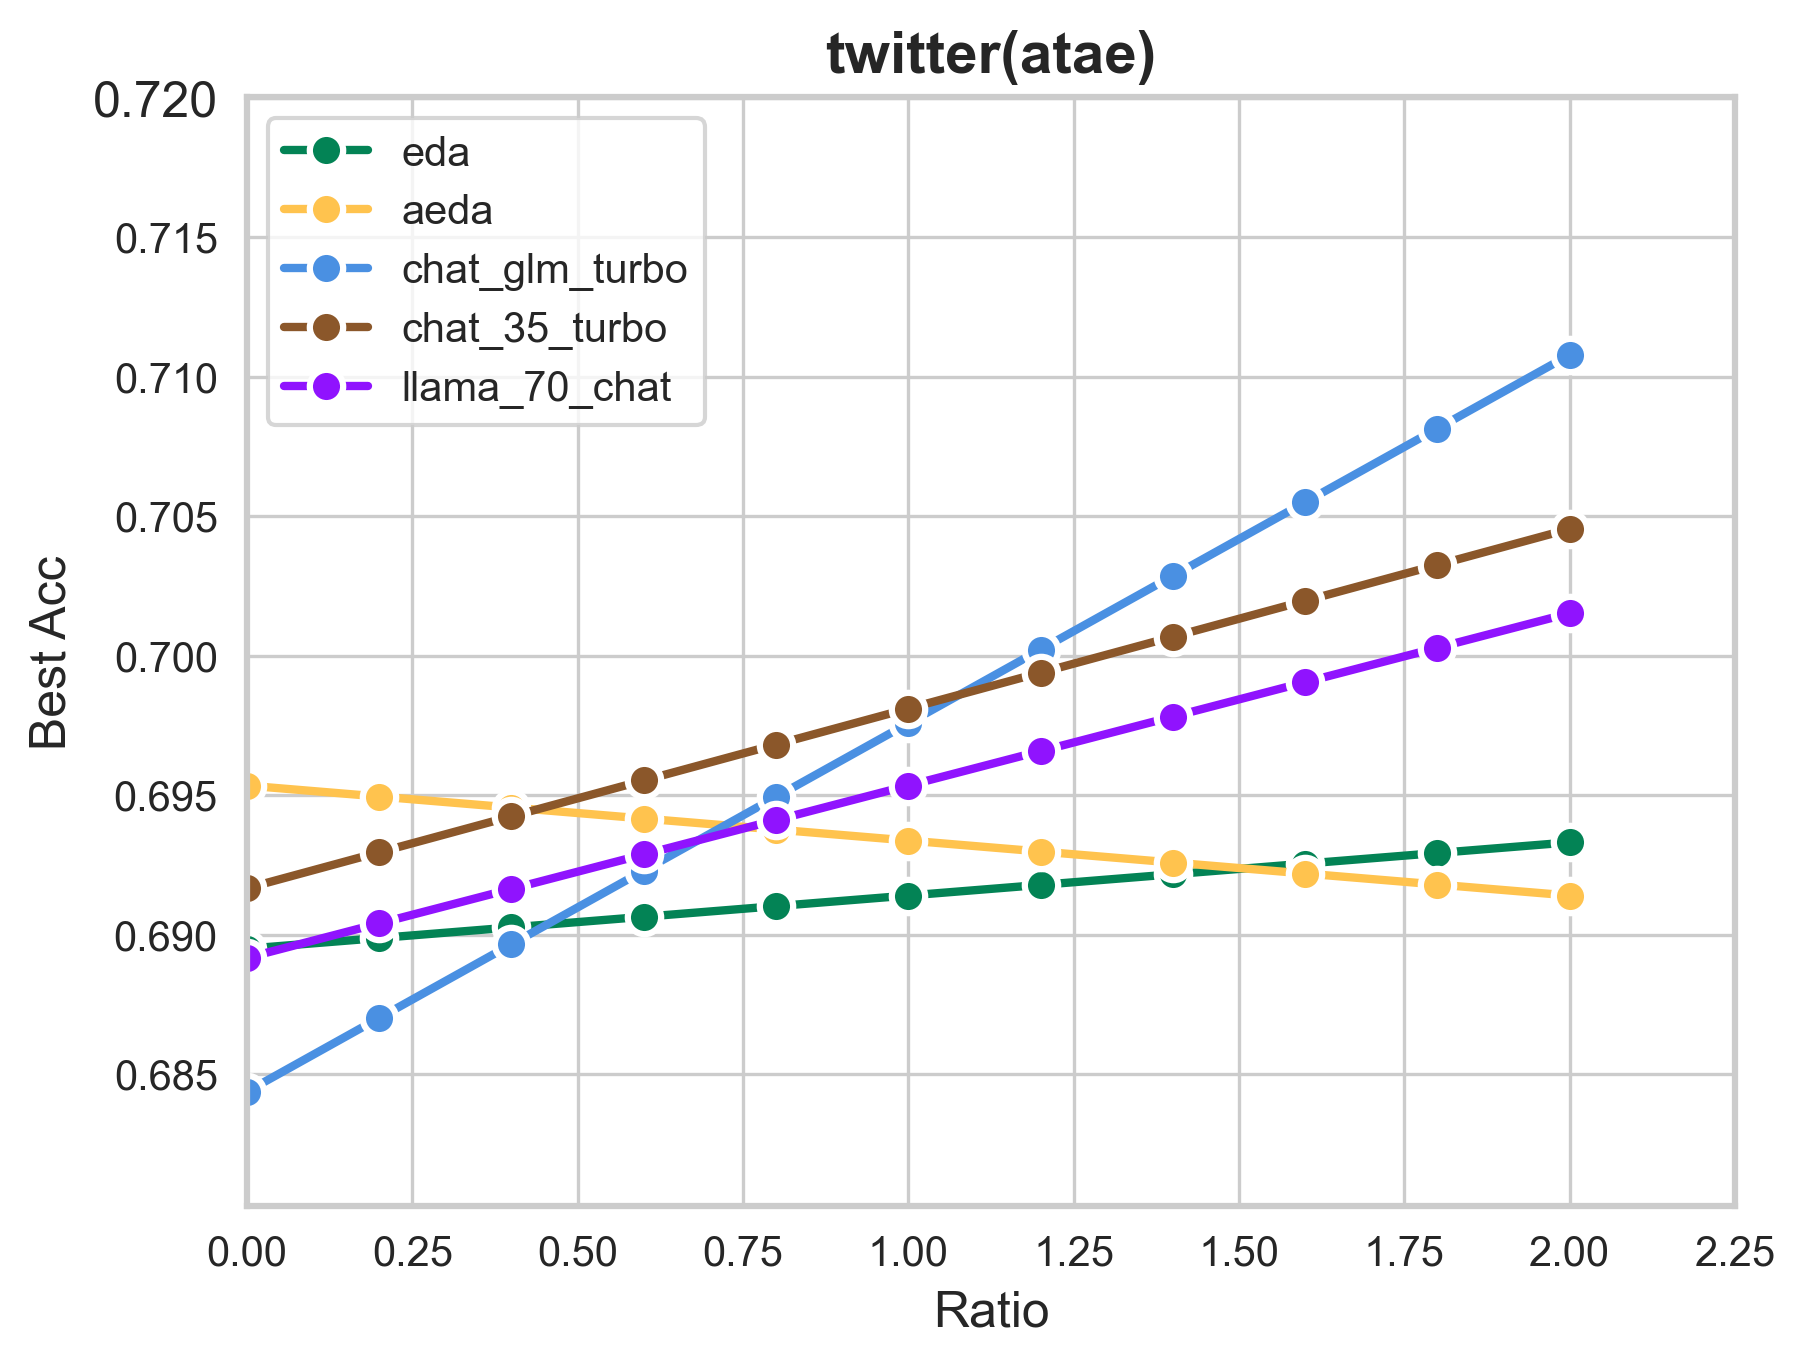 twitter(atae)
0.720
0.715
0.710
0.705
0.700
0.695
0.690
0.685
Best Acc
eda
aeda
chat_glm_turbo
chat_35_turbo
llama_70_chat
0.00 0.25 0.50 0.75 1.00 1.25 1.50 1.75 2.00 2.25
Ratio